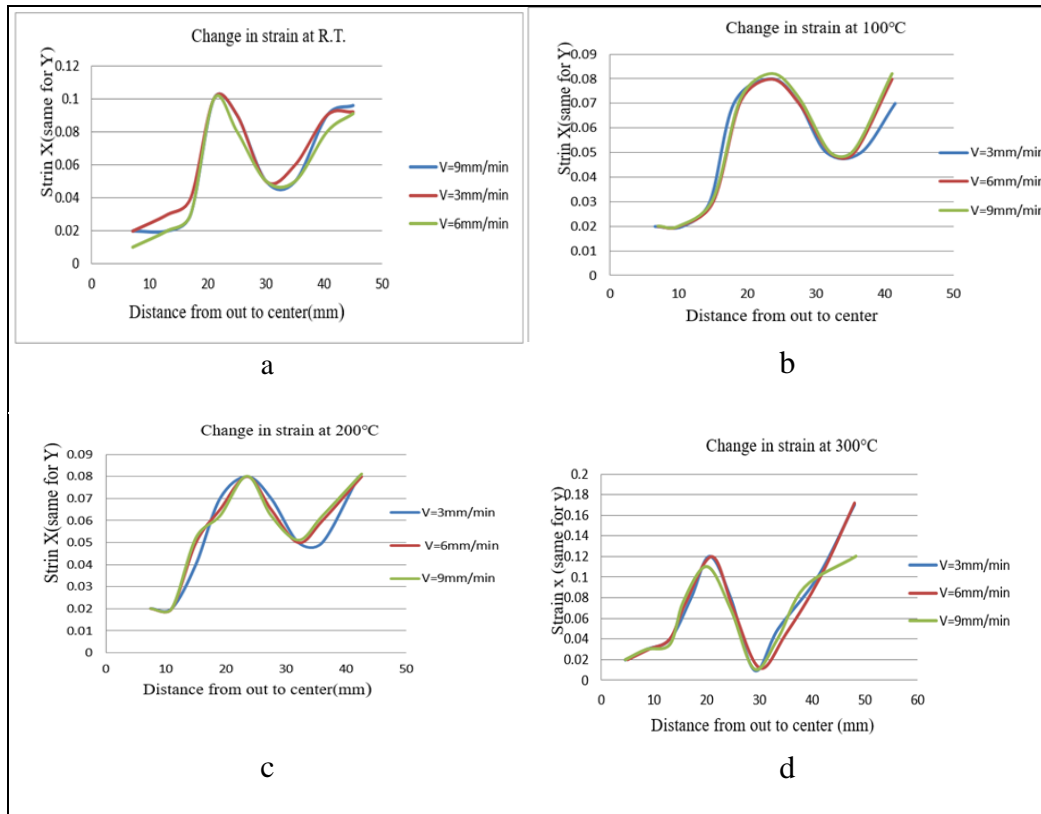 Change in strain at R.T.
Strin X(same for Y)
0.12
0.1
0.08
0.06
0.04
0.02
0
0 10 20 30 40 50
Distance from out to center(mm)
V=9mm/min
V=3mm/min
V=6mm/min
a
Change in strain at 100°C
Strin X(same for Y)
0.09
0.08
0.07
0.06
0.05
0.04
0.03
0.02
0.01
0
0 10 20 30 40 50
Distance from out to center
V=3mm/min
V=6mm/min
V=9mm/min
b
Change in strain at 200°C
Strin X(same for Y)
0.09
0.08
0.07
0.06
0.05
0.04
0.03
0.02
0.01
0
0 10 20 30 40 50
Distance from out to center(mm)
V=3mm/min
V=6mm/min
V=9mm/min
c
Change in strain at 300°C
Strain x (same for y)
0.2
0.18
0.16
0.14
0.12
0.1
0.08
0.06
0.04
0.02
0
0 10 20 30 40 50 60
Distance from out to center (mm)
V=3mm/min
V=6mm/min
V=9mm/min
d